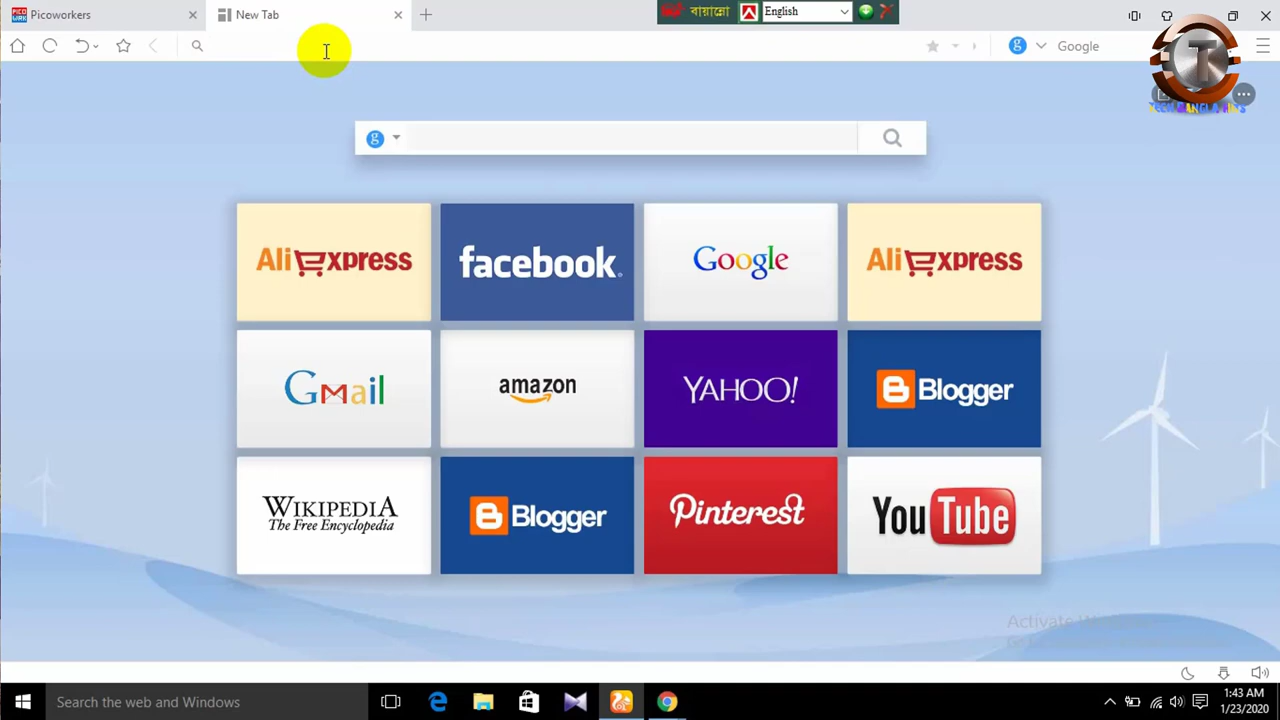 Picoworkers
New Tab
বায়ান্নো
English
Google
AliExpress
facebook
Google
AliExpress
Gmail
amazon
YAHOO!
Blogger
WIKIPEDIA
The Free Encyclopedia
Blogger
Pinterest
YouTube
Search the web and Windows
1:43 AM
1/23/2020